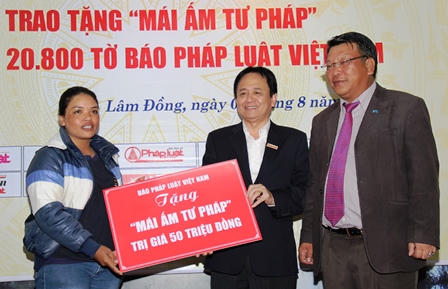 TRAO TẶNG "MÁI ẤM TƯ PHÁP"
20.800 TỜ BÁO PHÁP LUẬT VIỆT NAM
Lâm Đồng, ngày 8
Pháp luật
BÁO PHÁP LUẬT VIỆT NAM
Tặng
"MÁI ẤM TƯ PHÁP"
TRỊ GIÁ 50 TRIỆU ĐỒNG